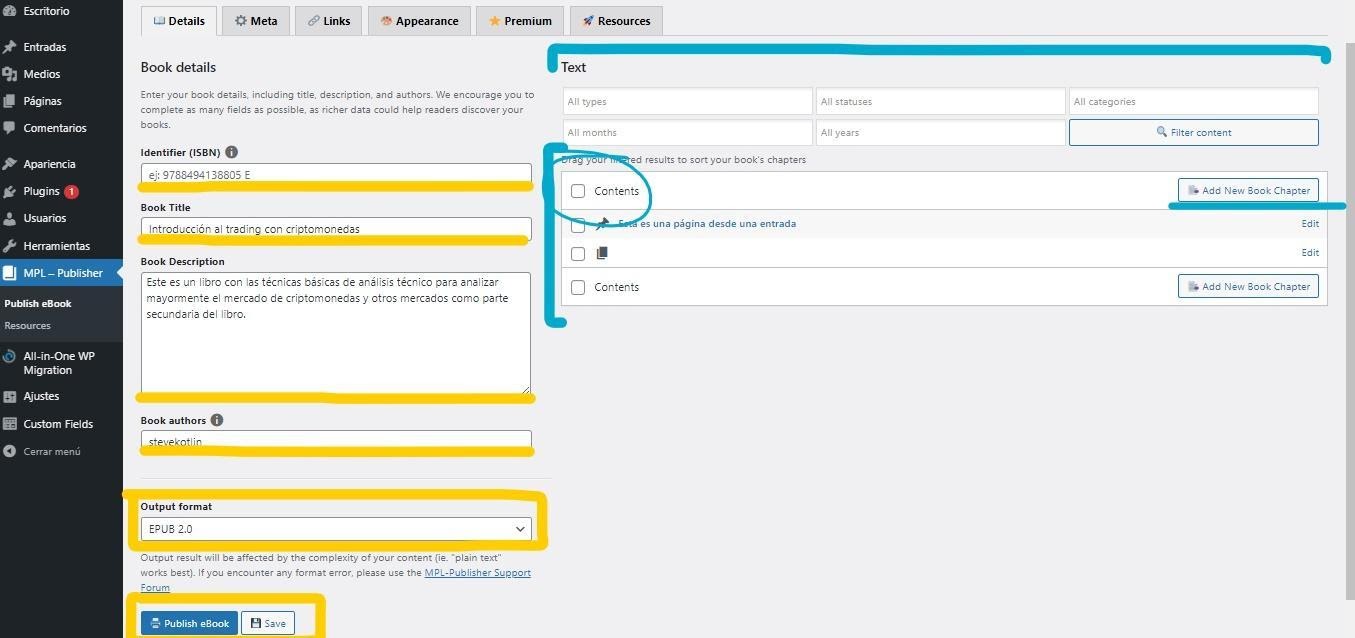 Escritorio
Entradas
Medios
Páginas
Comentarios
Apariencia
Plugins 1
Usuarios
Herramientas
MPL – Publisher
Publish eBook
Resources
All-in-One WP
Migration
Ajustes
Custom Fields
Cerrar menú
Details
Meta
Links
Appearance
Premium
Resources
Book details
Enter your book details, including title, description, and authors. We encourage you to
complete as many fields as possible, as richer data could help readers discover your
books.
Identifier (ISBN)
ej: 9788494138805 E
Book Title
Introducción al trading con criptomonedas
Book Description
Este es un libro con las técnicas básicas de análisis técnico para analizar
mayormente el mercado de criptomonedas y otros mercados como parte
secundaria del libro.
Book authors
stevekotlin
Output format
EPUB 2.0
Output result will be affected by the complexity of your content (ie. "plain text"
works best). If you encounter any format error, please use the MPL-Publisher Support
Forum
Publish eBook
Save
Text
All types
All statuses
All categories
All months
All years
Filter content
Drag your filtered results to sort your book's chapters
Contents
Add New Book Chapter
Esta es una página desde una entrada
Edit
Edit
Contents
Add New Book Chapter